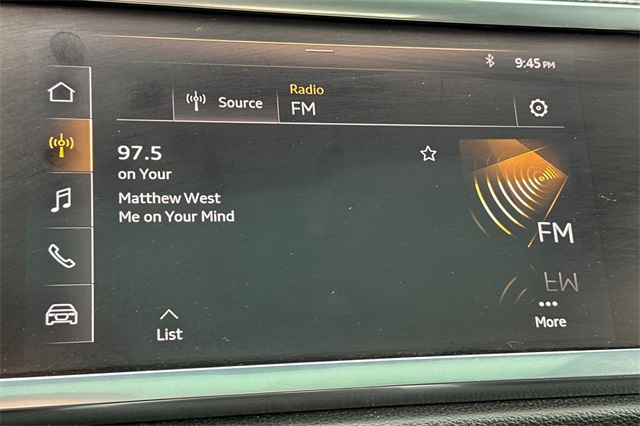 9:45 PM
Radio
Source
FM
97.5
on Your
Matthew West
Me on Your Mind
FM
FM
List
More